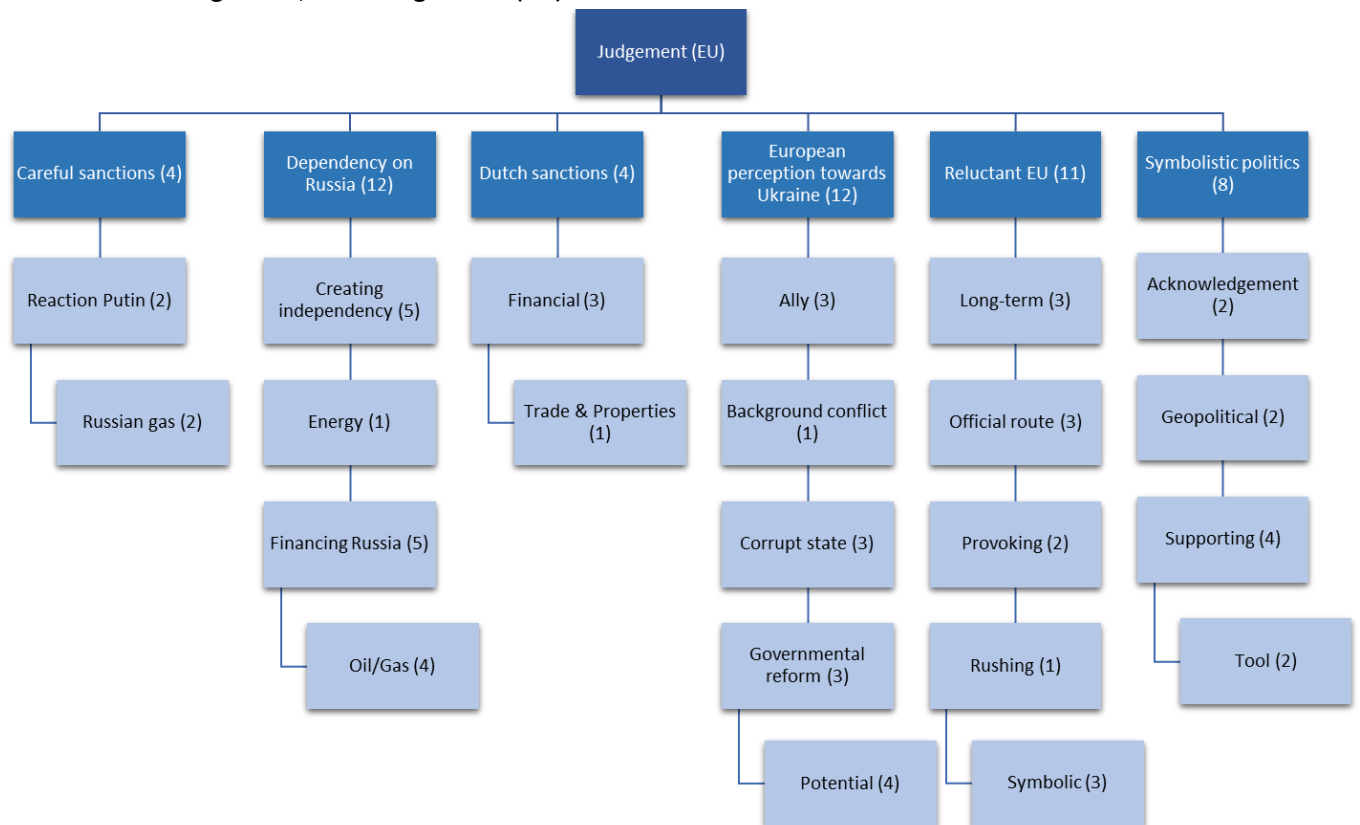 Judgement (EU)
Careful sanctions (4)
Dependency on
Russia (12)
Dutch sanctions (4)
European
perception towards
Ukraine (12)
Reluctant EU (11)
Symbolistic politics
(8)
Reaction Putin (2)
Creating
independency (5)
Financial (3)
Ally (3)
Long-term (3)
Acknowledgement
(2)
Russian gas (2)
Energy (1)
Trade & Properties
(1)
Background conflict
(1)
Official route (3)
Geopolitical (2)
Financing Russia (5)
Corrupt state (3)
Provoking (2)
Supporting (4)
Oil/Gas (4)
Governmental
reform (3)
Rushing (1)
Tool (2)
Potential (4)
Symbolic (3)